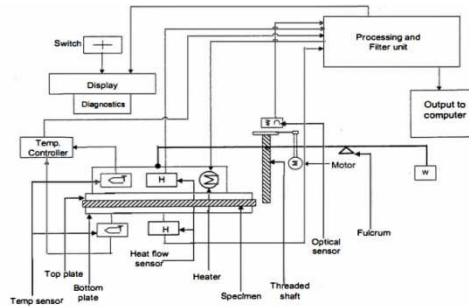 Switch
Processing and
Filter unit
Display
Diagnostics
Output to
computer
Temp.
Controller
H
M
Motor
W
H
Fulcrum
Optical
sensor
Heat flow
sensor
Heater
Threaded
shaft
Top plate
Specimen
Bottom
plate
Temp sensor